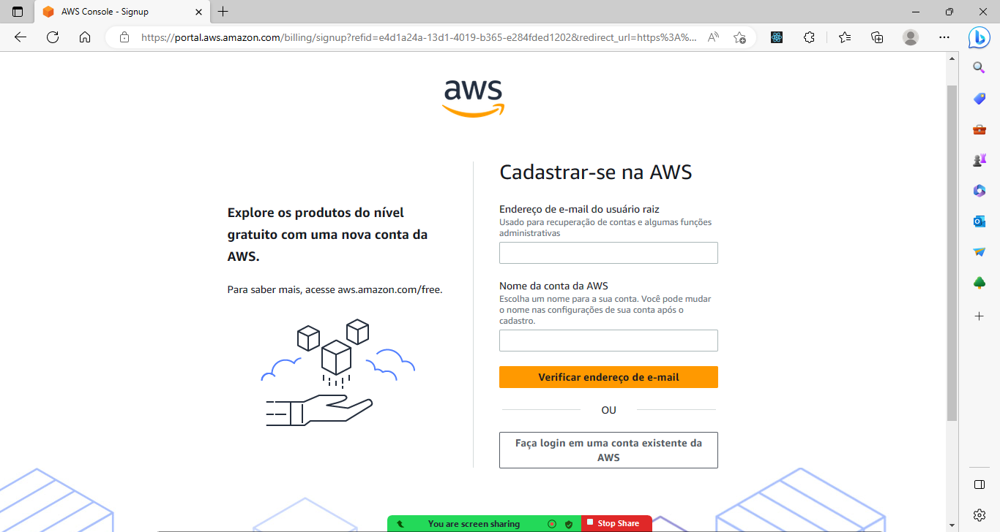 AWS Console - Signup
https://portal.aws.amazon.com/billing/signup?refid=e4d1a24a-13d1-4019-b365-e284fded1202&redirect_url=https%3A%...
aws
Cadastrar-se na AWS
Explore os produtos do nível
gratuito com uma nova conta da
AWS.
Para saber mais, acesse aws.amazon.com/free.
Endereço de e-mail do usuário raiz
Usado para recuperação de contas e algumas funções
administrativas
Nome da conta da AWS
Escolha um nome para a sua conta. Você pode mudar
o nome nas configurações de sua conta após o
cadastro.
Verificar endereço de e-mail
OU
Faça login em uma conta existente da
AWS
You are screen sharing
Stop Share